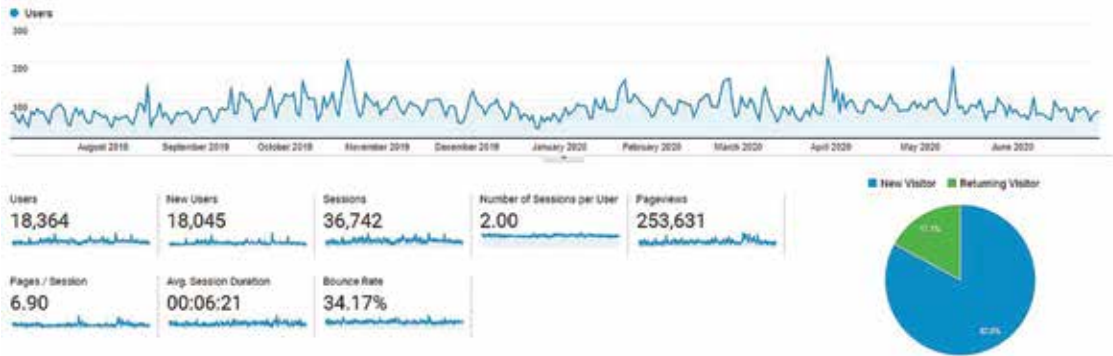 Users
300
200
100
August 2019 September 2019 October 2019 November 2019 December 2019 January 2020 February 2020 March 2020 April 2020 May 2020 June 2020
New Visitor Returning Visitor
Users New Users Sessions Number of Sessions per User Pageviews
18,364 18,045 36,742 2.00 253,631
Pages / Session Avg. Session Duration Bounce Rate
6.90 00:06:21 34.17%